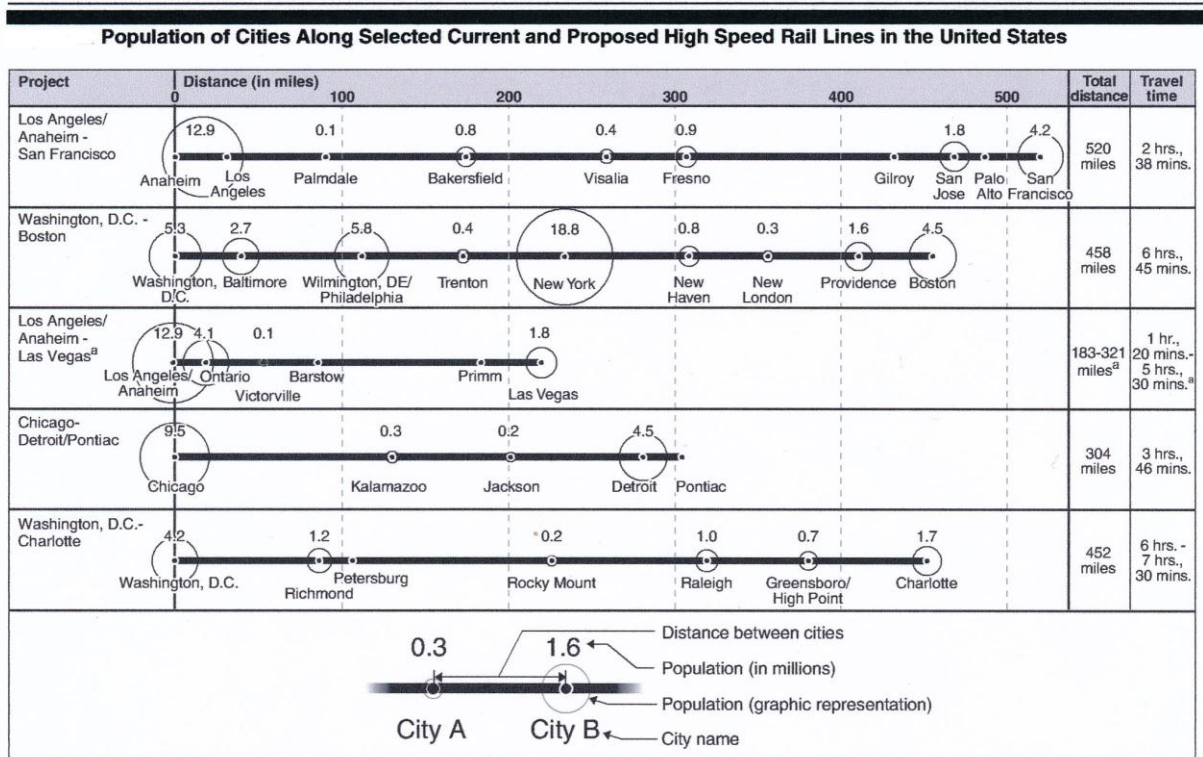 Population of Cities Along Selected Current and Proposed High Speed Rail Lines in the United States
Project
Distance (in miles)
Total distance
Travel time
0 100 200 300 400 500
Los Angeles/
Anaheim -
San Francisco
12.9 0.1 0.8 0.4 0.9 1.8 4.2
Anaheim Los Angeles Palmdale Bakersfield Visalia Fresno Gilroy San Jose Palo Alto San Francisco
520 miles
2 hrs., 38 mins.
Washington, D.C. -
Boston
5.3 2.7 5.8 0.4 18.8 0.8 0.3 1.6 4.5
Washington, D.C. Baltimore Wilmington, DE/ Philadelphia Trenton New York New Haven New London Providence Boston
458 miles
6 hrs., 45 mins.
Los Angeles/
Anaheim -
Las Vegasª
12.9 4.1 0.1 1.8
Los Angeles/ Anaheim Ontario Victorville Barstow Primm Las Vegas
183-321 milesª
1 hr., 20 mins.- 5 hrs., 30 mins.ª
Chicago-
Detroit/Pontiac
9.5 0.3 0.2 4.5
Chicago Kalamazoo Jackson Detroit Pontiac
304 miles
3 hrs., 46 mins.
Washington, D.C.-
Charlotte
4.2 1.2 0.2 1.0 0.7 1.7
Washington, D.C. Richmond Petersburg Rocky Mount Raleigh Greensboro/ High Point Charlotte
452 miles
6 hrs. - 7 hrs., 30 mins.
0.3 1.6
City A City B
Distance between cities
Population (in millions)
Population (graphic representation)
City name